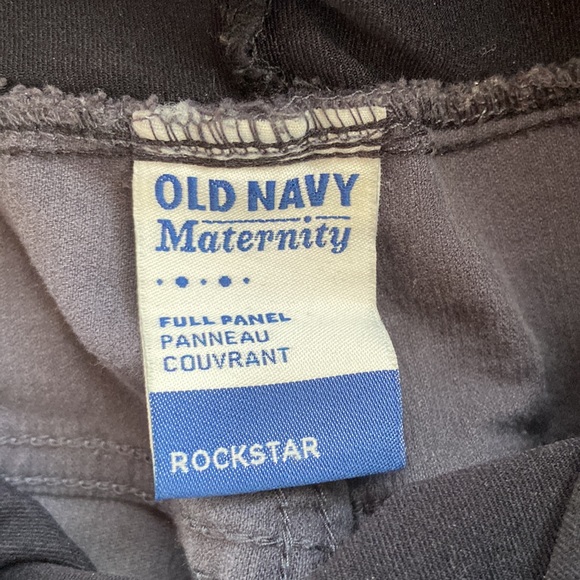 OLD NAVY
Maternity
FULL PANEL
PANNEAU
COUVRANT
ROCKSTAR